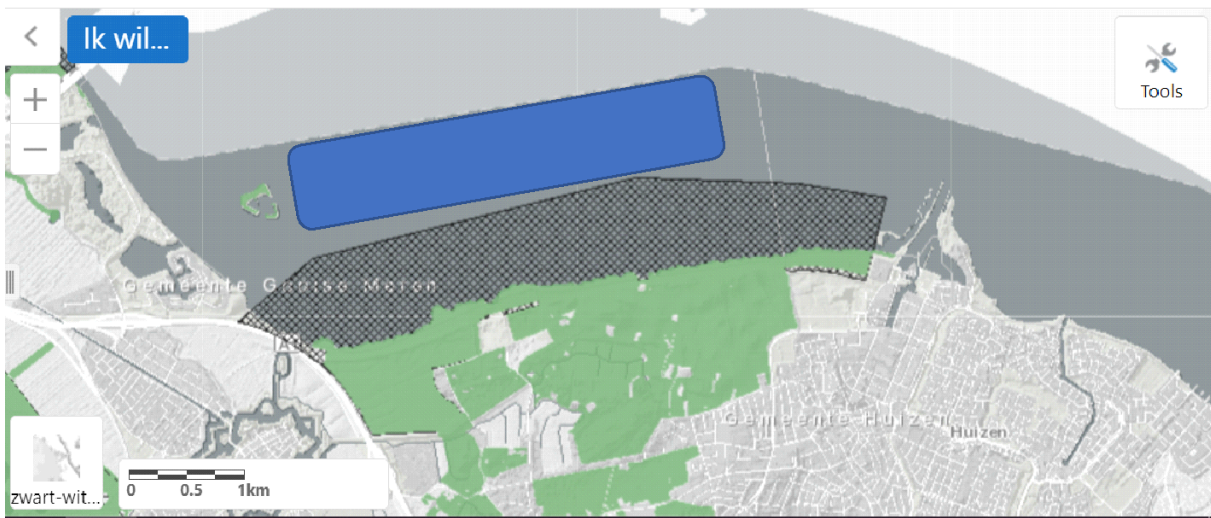 Ik wil...
Tools
Gemeente Gooise Meren
Gemeente Huizen
Huizen
zwart-wit...
0 0.5 1km